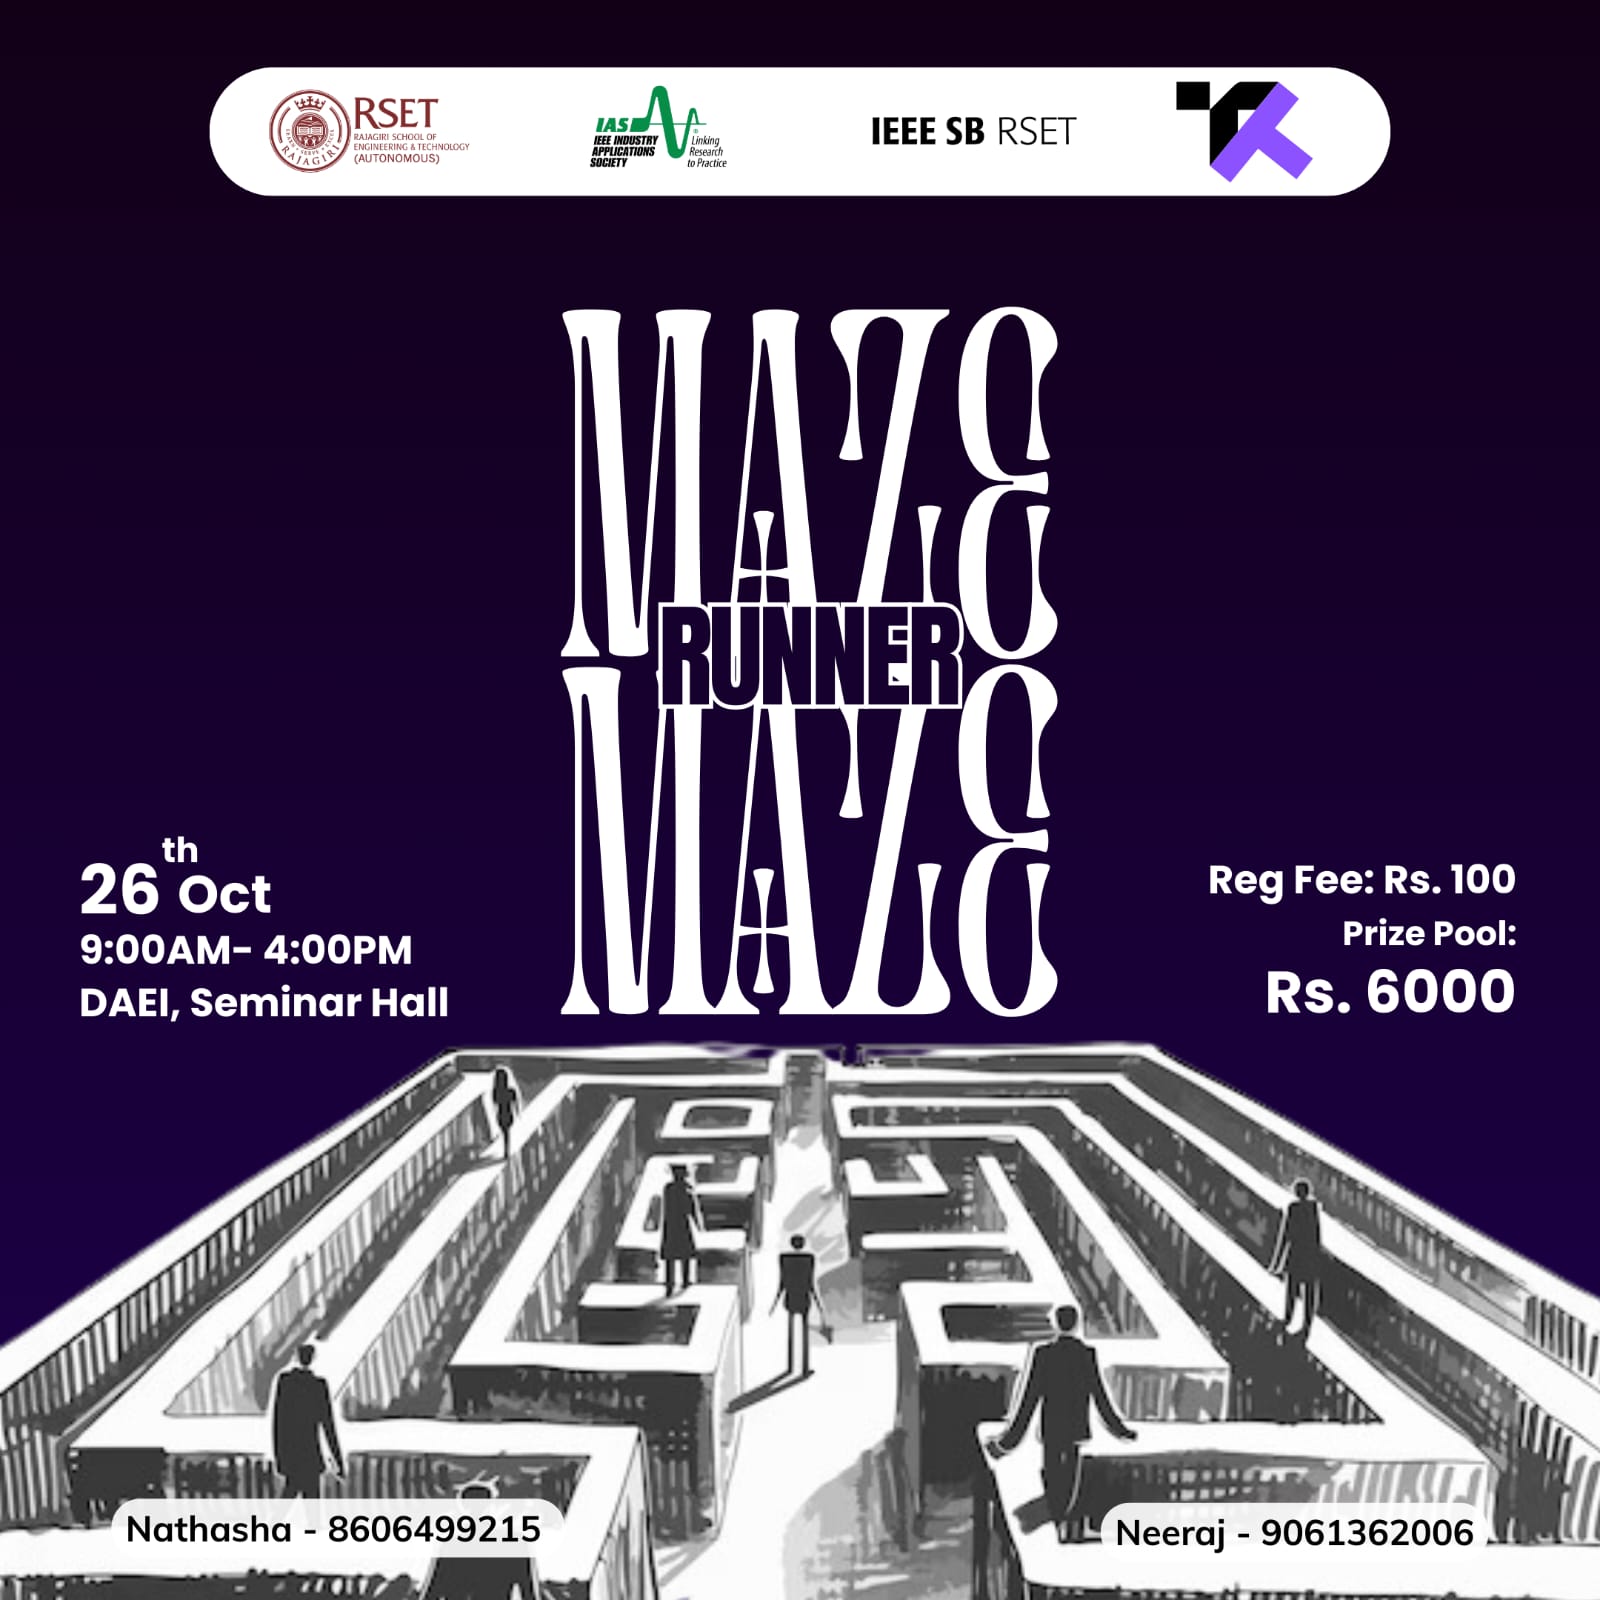 RSET
RAJAGIRI SCHOOL OF
ENGINEERING & TECHNOLOGY
(AUTONOMOUS)
RAJAGIRI
IAS
IEEE INDUSTRY
APPLICATIONS
SOCIETY
Linking
Research
to Practice
®
IEEE SB RSET
MAZE
RUNNER
MAZE
26th Oct
9:00AM- 4:00PM
DAEI, Seminar Hall
Reg Fee: Rs. 100
Prize Pool:
Rs. 6000
Nathasha - 8606499215
Neeraj - 9061362006